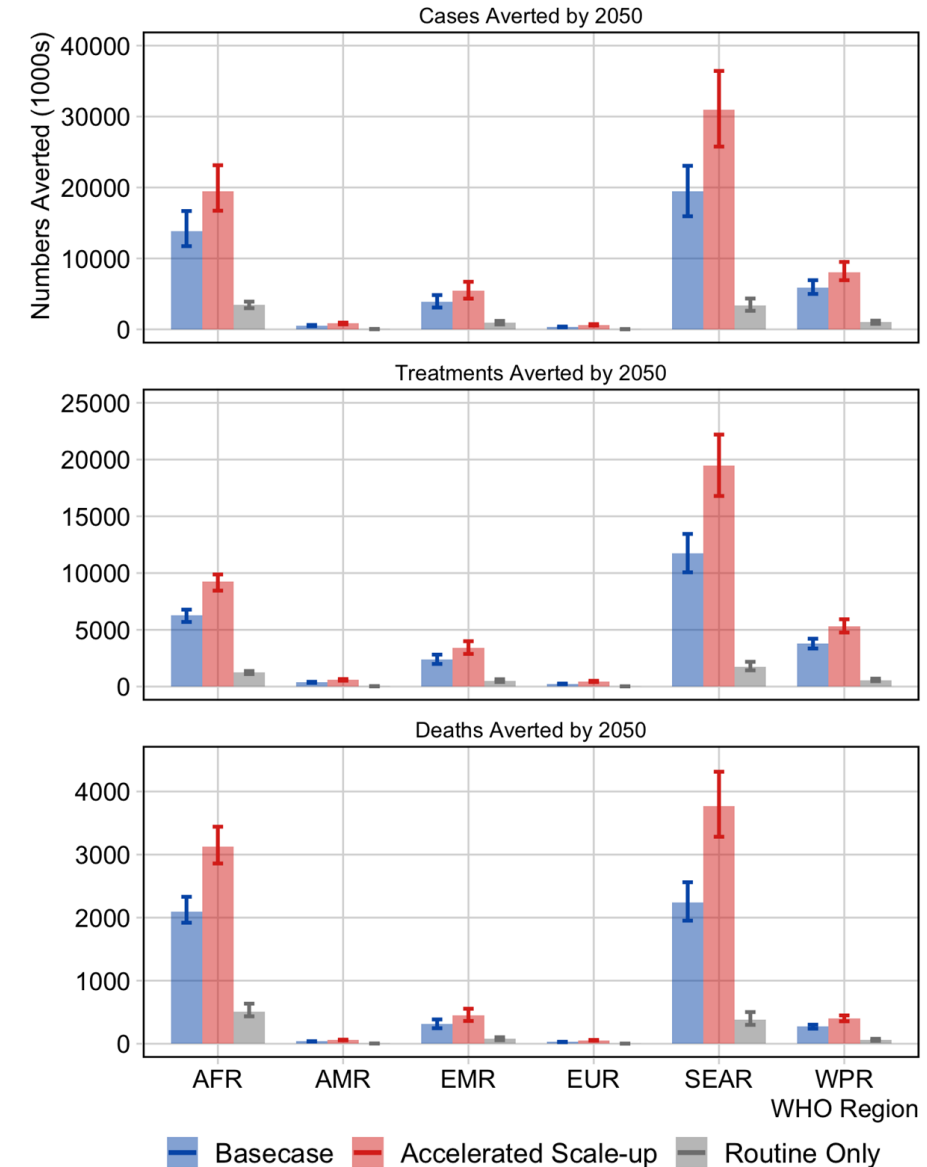 Cases Averted by 2050
Numbers Averted (1000s)
40000
30000
20000
10000
0
Treatments Averted by 2050
25000
20000
15000
10000
5000
0
Deaths Averted by 2050
4000
3000
2000
1000
0
AFR AMR EMR EUR SEAR WPR
WHO Region
Basecase Accelerated Scale-up Routine Only